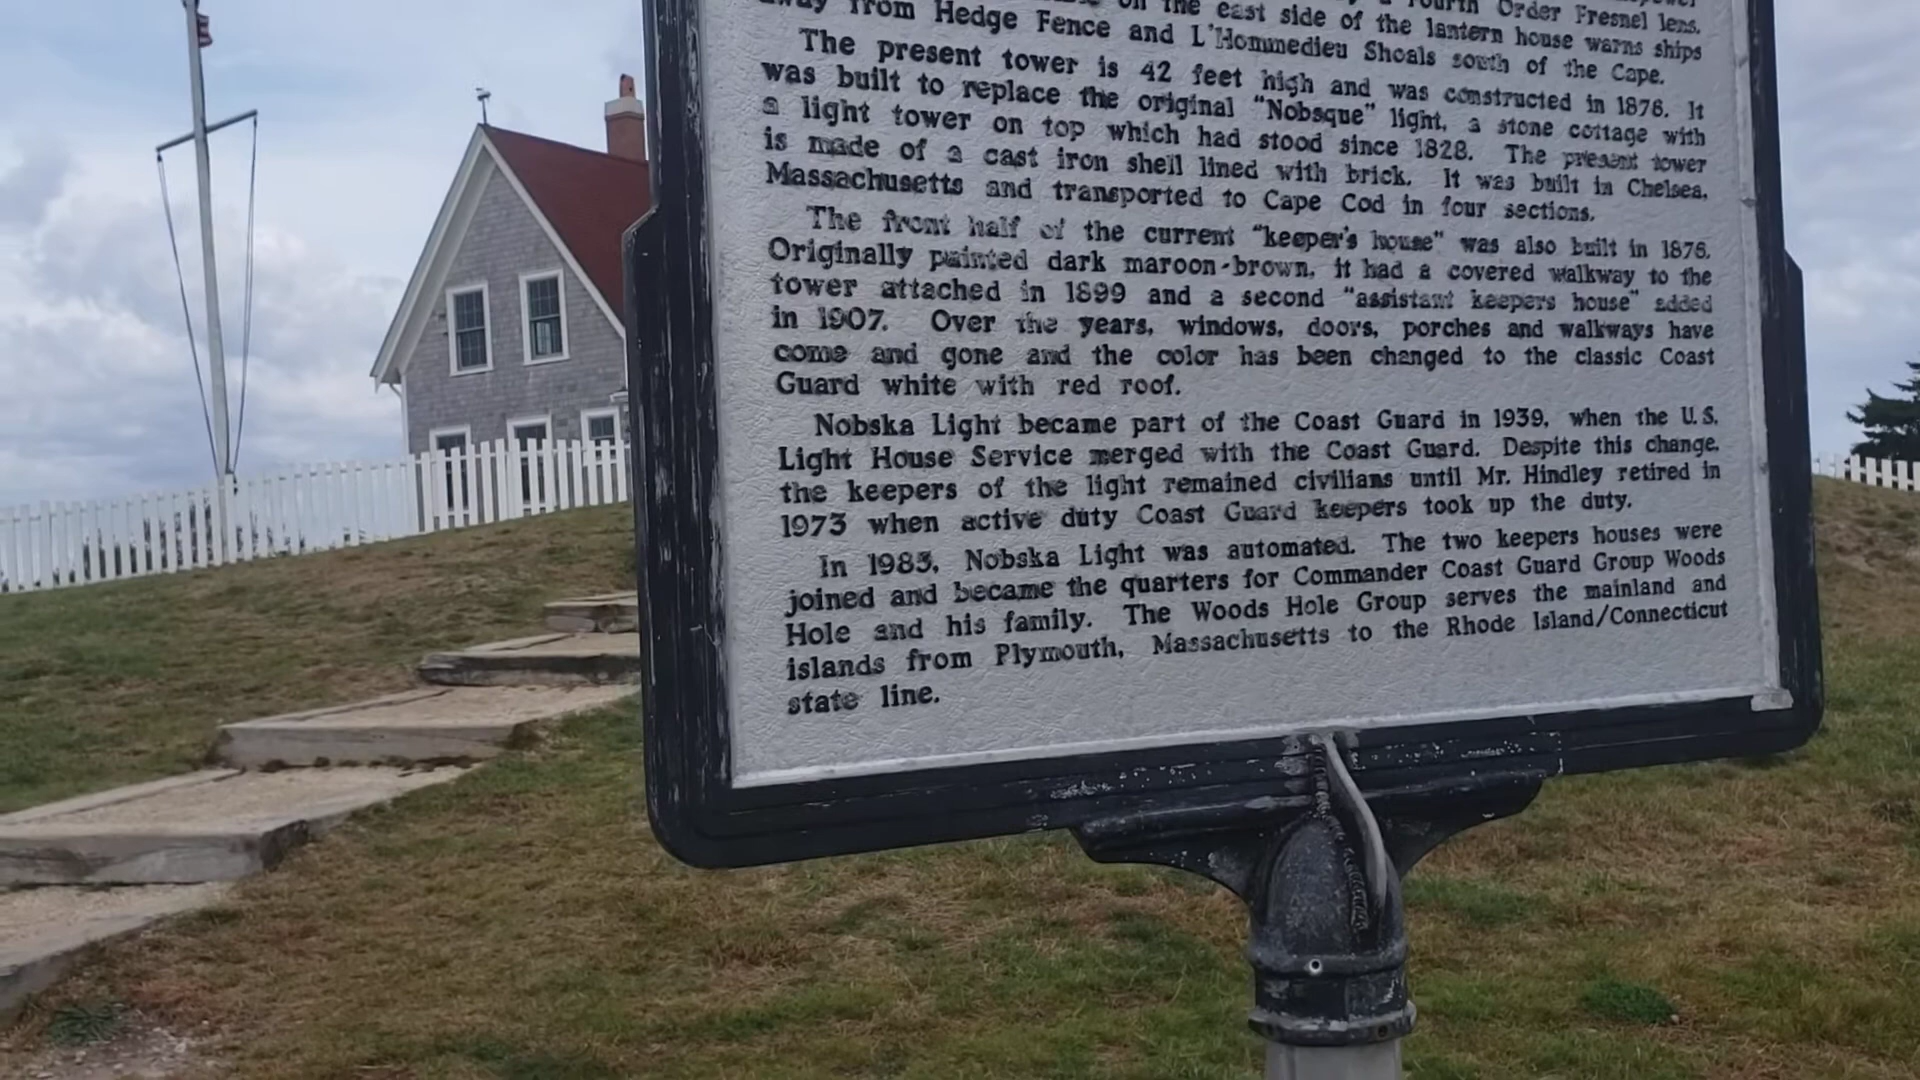 on the east side of the lantern house warns ships
away from Hedge Fence and L'Hommedieu Shoals south of the Cape.
The present tower is 42 feet high and was constructed in 1876. It
was built to replace the original "Nobsque" light, a stone cottage with
a light tower on top which had stood since 1828. The present tower
is made of a cast iron shell lined with brick. It was built in Chelsea,
Massachusetts and transported to Cape Cod in four sections.
The front half of the current "keeper's house" was also built in 1876.
Originally painted dark maroon-brown, it had a covered walkway to the
tower attached in 1899 and a second "assistant keepers house" added
in 1907. Over the years, windows, doors, porches and walkways have
come and gone and the color has been changed to the classic Coast
Guard white with red roof.
Nobska Light became part of the Coast Guard in 1939, when the U.S.
Light House Service merged with the Coast Guard. Despite this change,
the keepers of the light remained civilians until Mr. Hindley retired in
1973 when active duty Coast Guard keepers took up the duty.
In 1985, Nobska Light was automated. The two keepers houses were
joined and became the quarters for Commander Coast Guard Group Woods
Hole and his family. The Woods Hole Group serves the mainland and
islands from Plymouth, Massachusetts to the Rhode Island/Connecticut
state line.